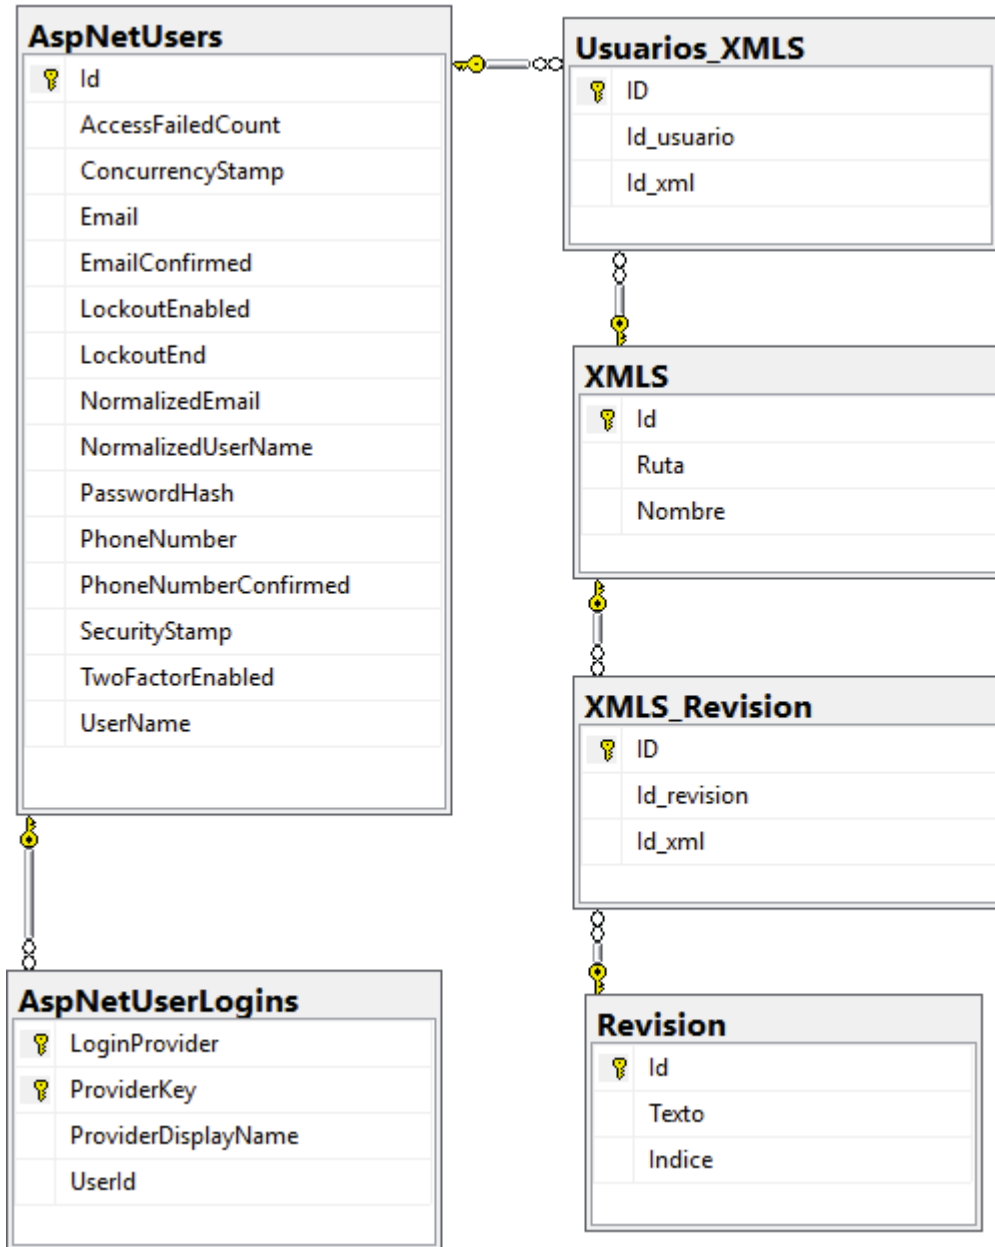 AspNetUsers
Id
AccessFailedCount
ConcurrencyStamp
Email
EmailConfirmed
LockoutEnabled
LockoutEnd
NormalizedEmail
NormalizedUserName
PasswordHash
PhoneNumber
PhoneNumberConfirmed
SecurityStamp
TwoFactorEnabled
UserName
Usuarios_XMLS
ID
Id_usuario
Id_xml
XMLS
Id
Ruta
Nombre
XMLS_Revision
ID
Id_revision
Id_xml
AspNetUserLogins
LoginProvider
ProviderKey
ProviderDisplayName
UserId
Revision
Id
Texto
Indice